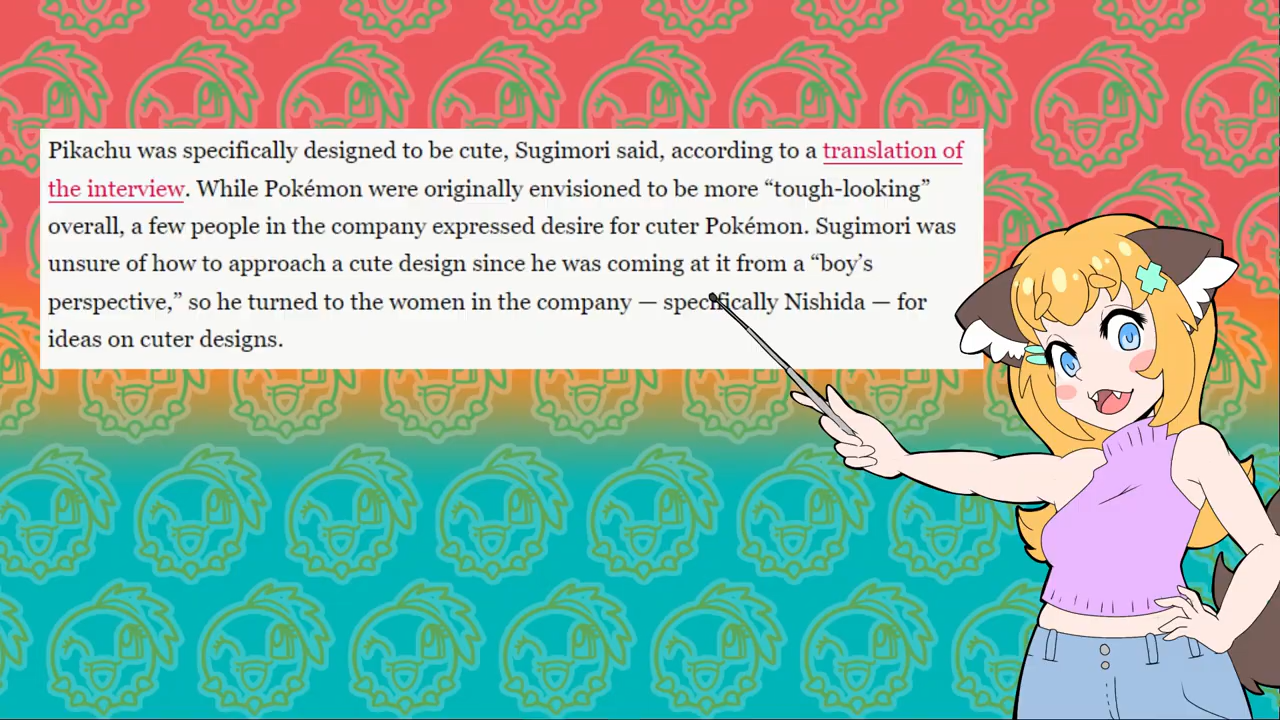 Pikachu was specifically designed to be cute, Sugimori said, according to a translation of
the interview. While Pokémon were originally envisioned to be more “tough-looking”
overall, a few people in the company expressed desire for cuter Pokémon. Sugimori was
unsure of how to approach a cute design since he was coming at it from a “boy’s
perspective,” so he turned to the women in the company — specifically Nishida — for
ideas on cuter designs.